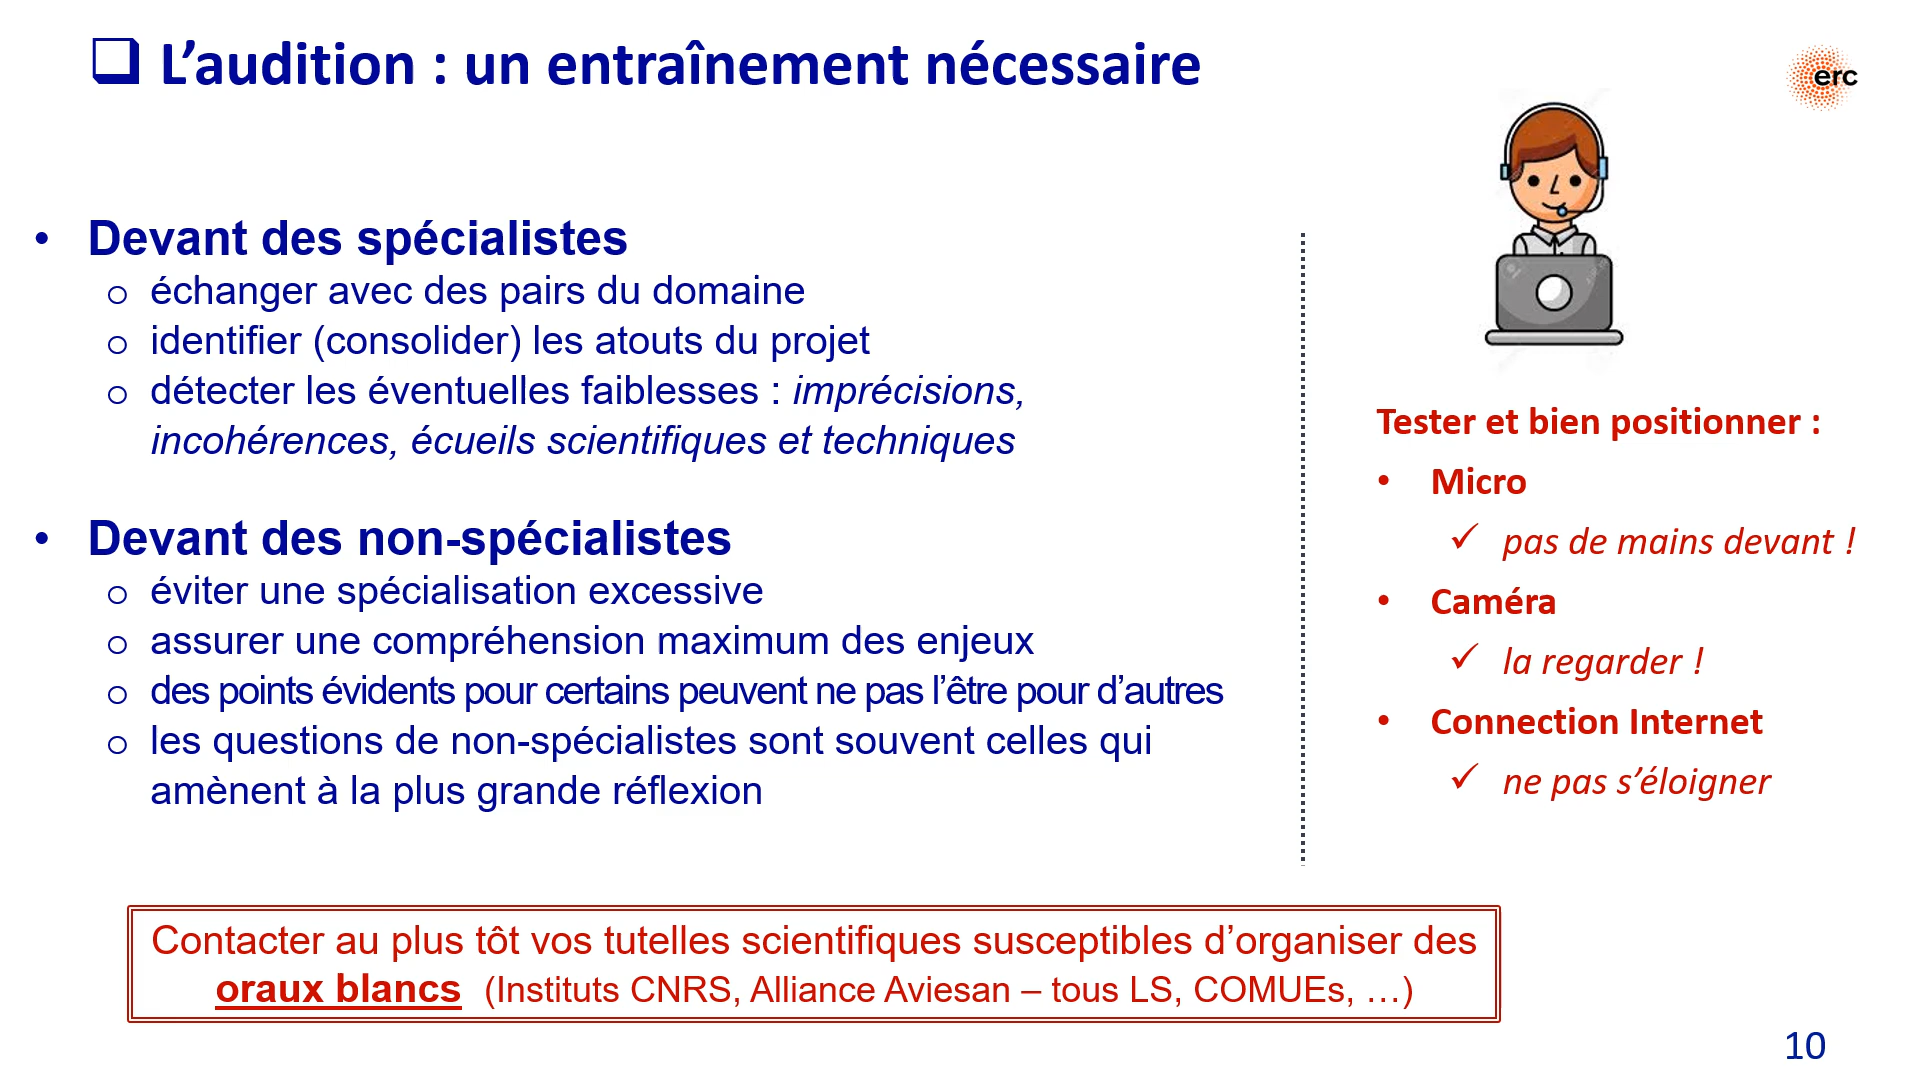 ❑ L’audition : un entraînement nécessaire
erc
• Devant des spécialistes
o échanger avec des pairs du domaine
o identifier (consolider) les atouts du projet
o détecter les éventuelles faiblesses : imprécisions,
incohérences, écueils scientifiques et techniques
• Devant des non-spécialistes
o éviter une spécialisation excessive
o assurer une compréhension maximum des enjeux
o des points évidents pour certains peuvent ne pas l’être pour d’autres
o les questions de non-spécialistes sont souvent celles qui
amènent à la plus grande réflexion
Tester et bien positionner :
• Micro
✓ pas de mains devant !
• Caméra
✓ la regarder !
• Connection Internet
✓ ne pas s’éloigner
Contacter au plus tôt vos tutelles scientifiques susceptibles d’organiser des
oraux blancs (Instituts CNRS, Alliance Aviesan – tous LS, COMUEs, …)
10